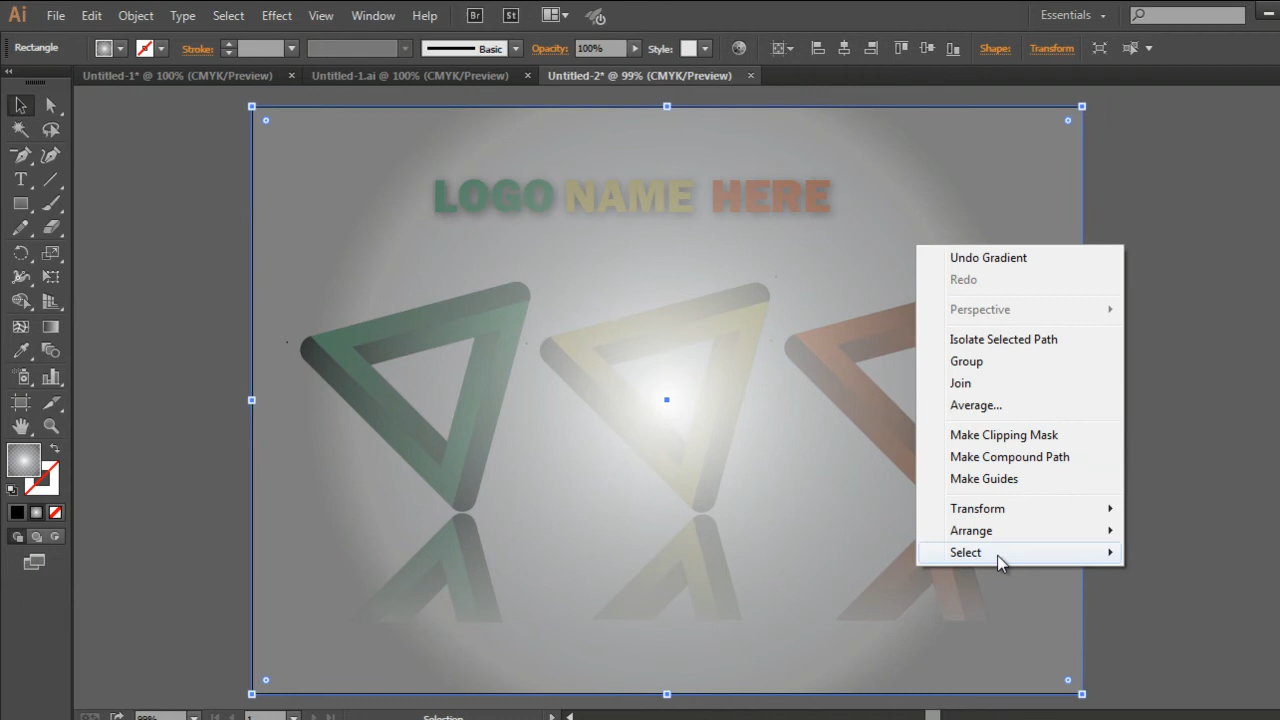 Ai File Edit Object Type Select Effect View Window Help Br St Essentials
Rectangle Stroke: Basic Opacity: 100% Style: Shape: Transform
Untitled-1* @ 100% (CMYK/Preview) × Untitled-1.ai @ 100% (CMYK/Preview) × Untitled-2* @ 99% (CMYK/Preview) ×
LOGO NAME HERE
Undo Gradient
Redo
Perspective
Isolate Selected Path
Group
Join
Average...
Make Clipping Mask
Make Compound Path
Make Guides
Transform
Arrange
Select
99% 1 Selection